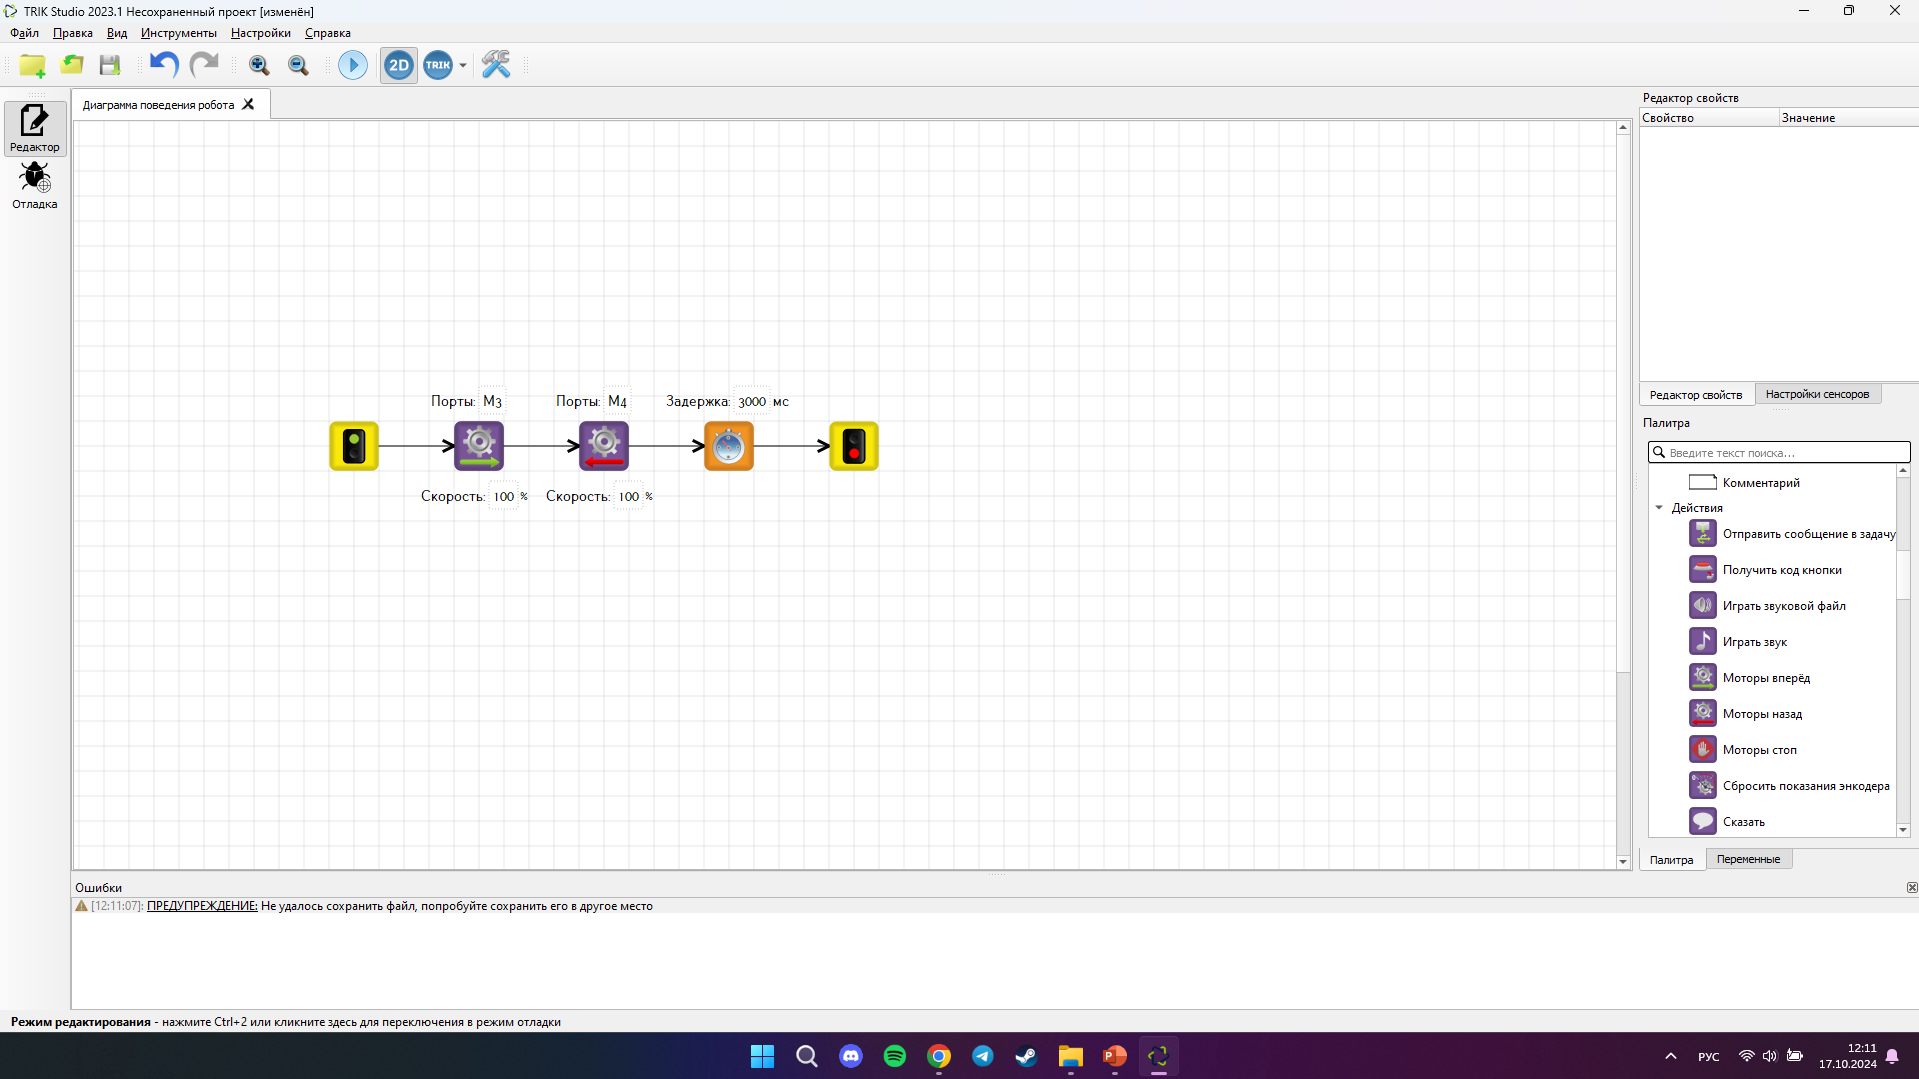 TRIK Studio 2023.1 Несохраненный проект [изменён]
Файл Правка Вид Инструменты Настройки Справка
2D TRIK
Диаграмма поведения робота
Редактор
Отладка
Порты: M3 Порты: M4 Задержка: 3000 мс
Скорость: 100 % Скорость: 100 %
Редактор свойств
Свойство Значение
Редактор свойств Настройки сенсоров
Палитра
Введите текст поиска...
Комментарий
Действия
Отправить сообщение в задачу
Получить код кнопки
Играть звуковой файл
Играть звук
Моторы вперёд
Моторы назад
Моторы стоп
Сбросить показания энкодера
Сказать
Палитра Переменные
Ошибки
[12:11:07]: ПРЕДУПРЕЖДЕНИЕ: Не удалось сохранить файл, попробуйте сохранить его в другое место
Режим редактирования - нажмите Ctrl+2 или кликните здесь для переключения в режим отладки
РУС
12:11
17.10.2024